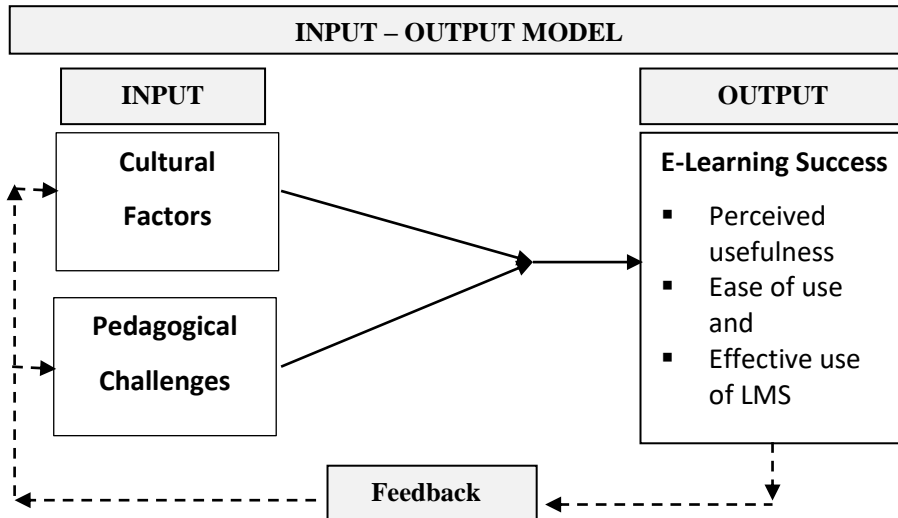 INPUT – OUTPUT MODEL
INPUT
OUTPUT
Cultural
Factors
Pedagogical
Challenges
E-Learning Success
▪ Perceived
usefulness
▪ Ease of use
and
▪ Effective use
of LMS
Feedback